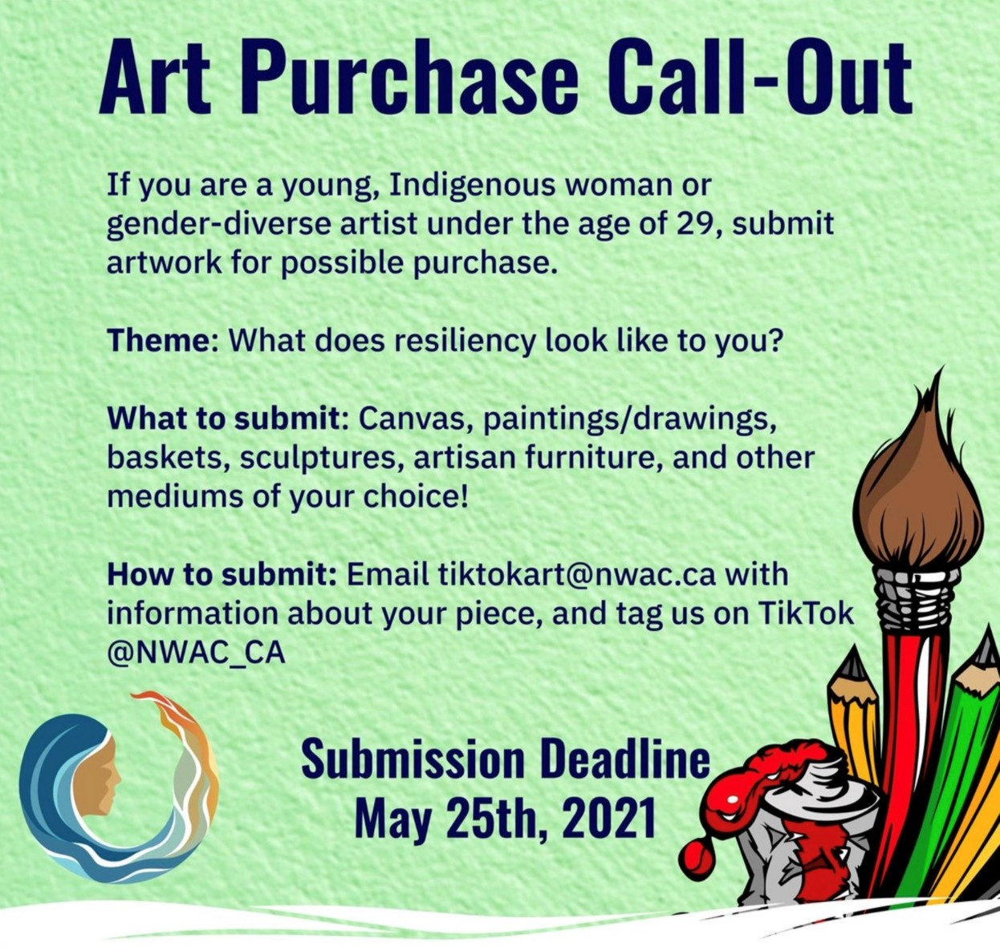 Art Purchase Call-Out
If you are a young, Indigenous woman or
gender-diverse artist under the age of 29, submit
artwork for possible purchase.
Theme: What does resiliency look like to you?
What to submit: Canvas, paintings/drawings,
baskets, sculptures, artisan furniture, and other
mediums of your choice!
How to submit: Email tiktokart@nwac.ca with
information about your piece, and tag us on TikTok
@NWAC_CA
Submission Deadline
May 25th, 2021